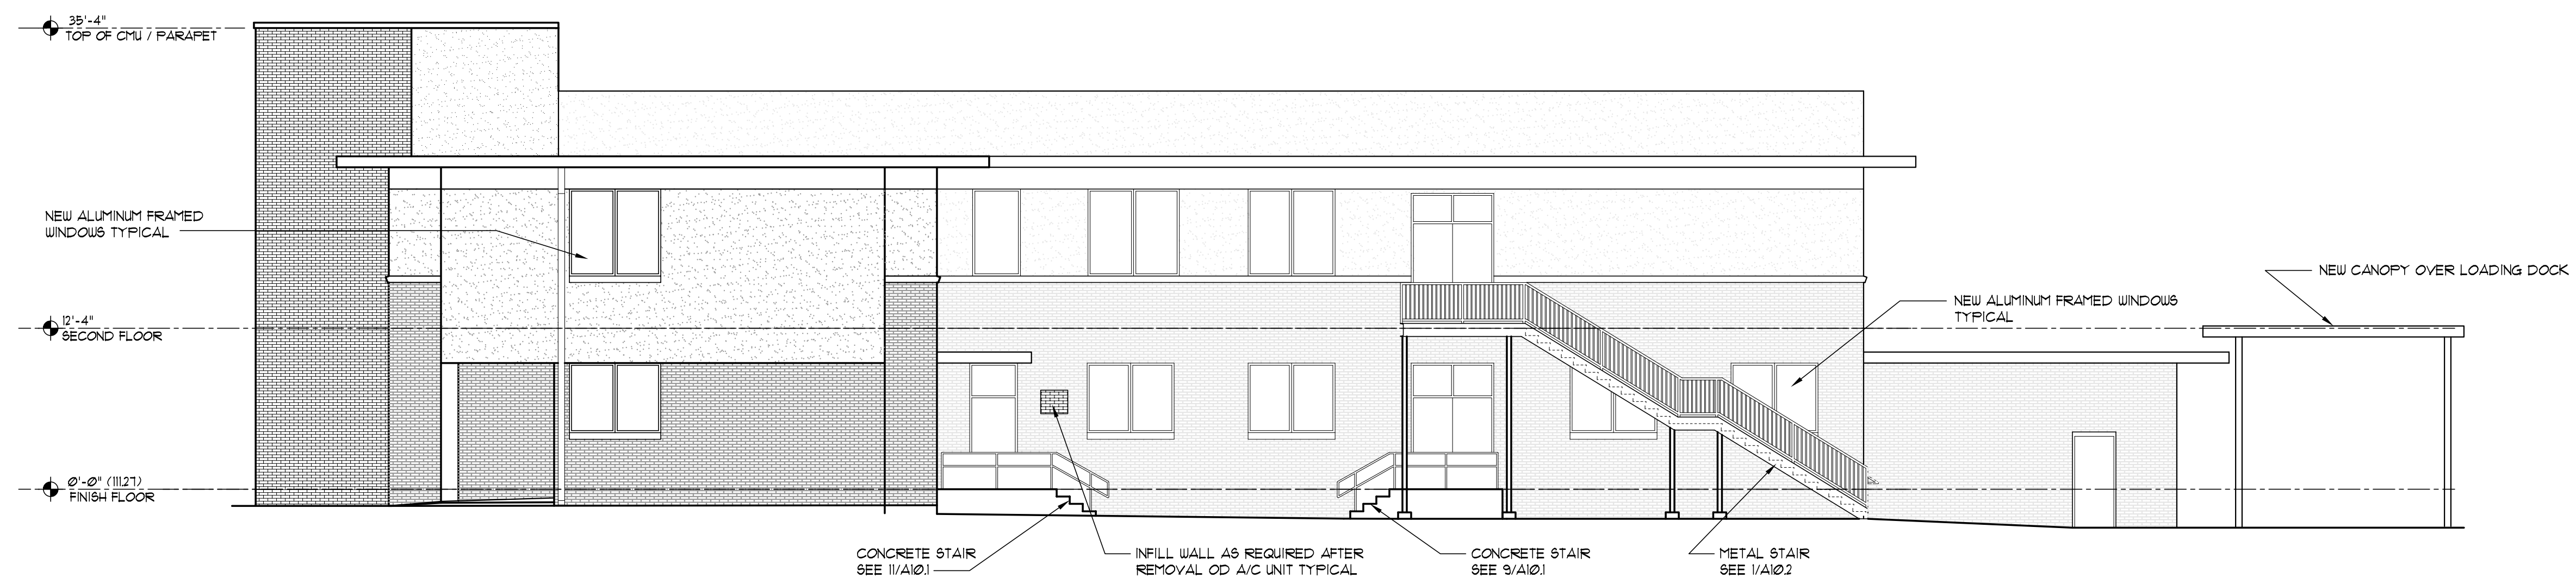 35'-4"
TOP OF CMU / PARAPET
NEW ALUMINUM FRAMED
WINDOWS TYPICAL
12'-4"
SECOND FLOOR
0'-0" (111.27)
FINISH FLOOR
NEW CANOPY OVER LOADING DOCK
NEW ALUMINUM FRAMED WINDOWS
TYPICAL
CONCRETE STAIR
SEE 11/A10.1
INFILL WALL AS REQUIRED AFTER
REMOVAL OD A/C UNIT TYPICAL
CONCRETE STAIR
SEE 9/A10.1
METAL STAIR
SEE 1/A10.2